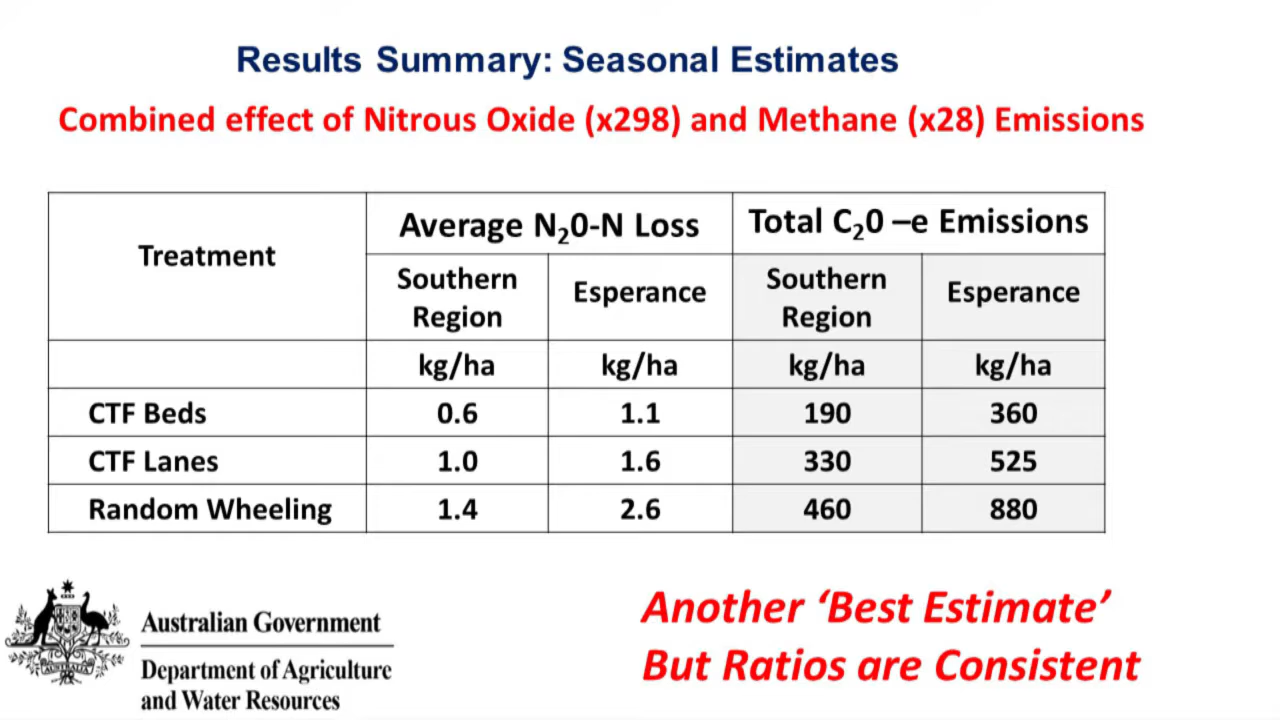 Results Summary: Seasonal Estimates
Combined effect of Nitrous Oxide (x298) and Methane (x28) Emissions
Treatment
Average N₂0-N Loss
Total C₂0 –e Emissions
Southern Region
Esperance
Southern Region
Esperance
kg/ha kg/ha kg/ha kg/ha
CTF Beds 0.6 1.1 190 360
CTF Lanes 1.0 1.6 330 525
Random Wheeling 1.4 2.6 460 880
Another ‘Best Estimate’
But Ratios are Consistent
AUSTRALIA
Australian Government
Department of Agriculture
and Water Resources